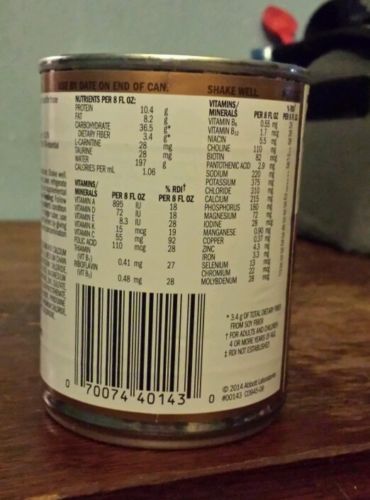 USE BY DATE ON END OF CAN.
SHAKE WELL
NUTRIENTS PER 8 FL OZ:
PROTEIN 10.4 g
FAT 8.2 g
CARBOHYDRATE 36.5 g*
DIETARY FIBER 3.4 g*
L-CARNITINE 28 mg
TAURINE 28 mg
WATER 197 g
CALORIES PER mL 1.06
VITAMINS/
MINERALS PER 8 FL OZ % RDI† PER 8 FL OZ
VITAMIN A 895 IU 18
VITAMIN D 72 IU 18
VITAMIN E 8.3 IU 28
VITAMIN K 15 mcg 19
VITAMIN C 55 mg 92
FOLIC ACID 110 mcg 28
THIAMIN
(VIT B₁) 0.41 mg 27
RIBOFLAVIN
(VIT B₂) 0.48 mg 28
VITAMINS/
MINERALS PER 8 FL OZ
VITAMIN B₆ 0.55 mg
VITAMIN B₁₂ 1.7 mcg
NIACIN 5.5 mg
CHOLINE 110 mg
BIOTIN 82 mcg
PANTOTHENIC ACID 2.9 mg
SODIUM 220 mg
POTASSIUM 375 mg
CHLORIDE 310 mg
CALCIUM 215 mg
PHOSPHORUS 180 mg
MAGNESIUM 72 mg
IODINE 28 mcg
MANGANESE 0.90 mg
COPPER 0.37 mg
ZINC 4.3 mg
IRON 3.3 mg
SELENIUM 13 mcg
CHROMIUM 22 mcg
MOLYBDENUM 28 mcg
* 3.4 g OF TOTAL DIETARY FIBER
FROM SOY FIBER
† FOR ADULTS AND CHILDREN
4 OR MORE YEARS OF AGE
‡ RDI NOT ESTABLISHED
0 70074 40143 0
© 2014 Abbott Laboratories
#00143